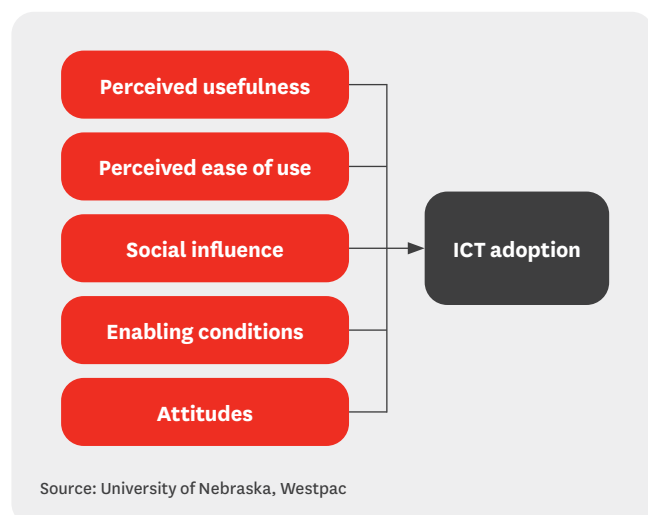 Perceived usefulness
Perceived ease of use
Social influence
Enabling conditions
Attitudes
ICT adoption
Source: University of Nebraska, Westpac